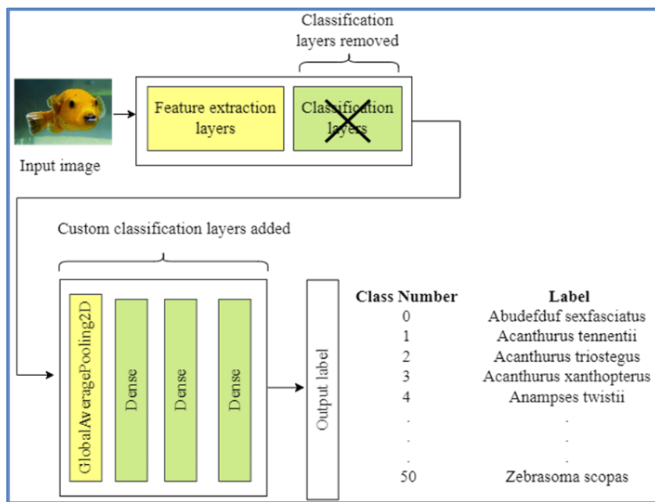 Classification
layers removed
Feature extraction
layers
Classification
layers
Input image
Custom classification layers added
GlobalAveragePooling2D
Dense
Dense
Dense
Output label
Class Number Label
0 Abudefduf sexfasciatus
1 Acanthurus tennentii
2 Acanthurus triostegus
3 Acanthurus xanthopterus
4 Anampses twistii
. .
. .
. .
50 Zebrasoma scopas